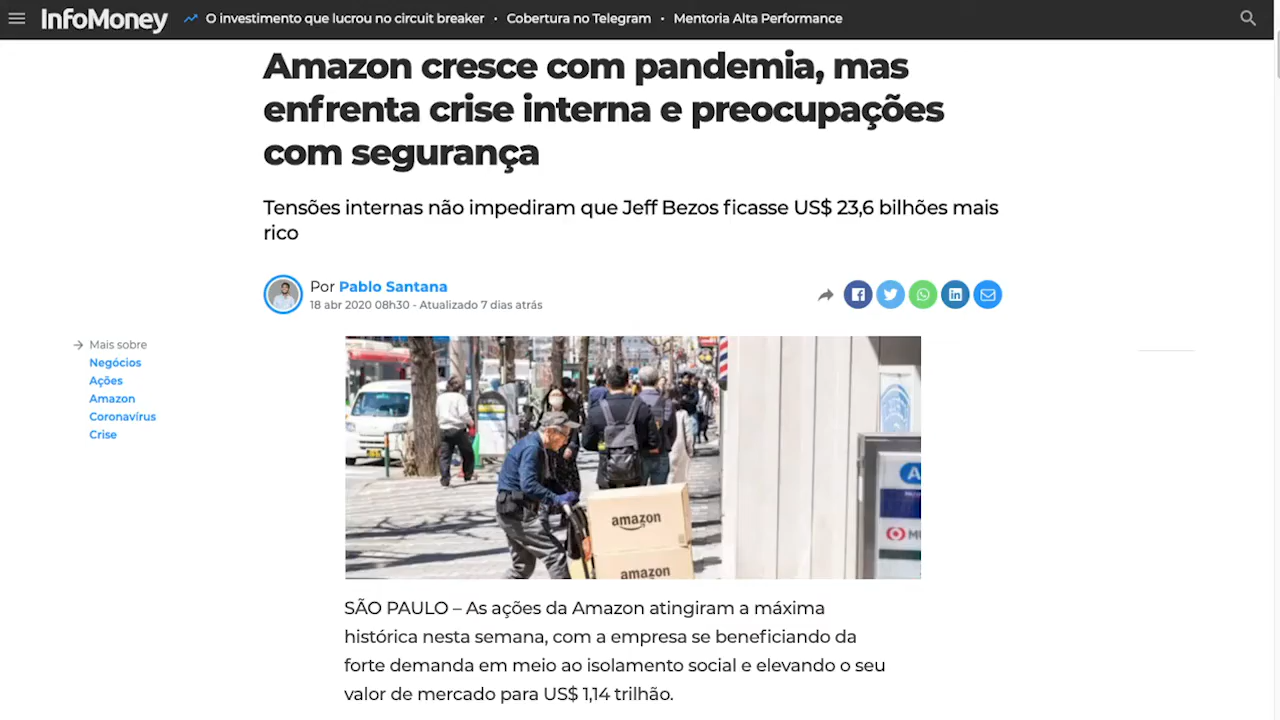 InfoMoney
O investimento que lucrou no circuit breaker • Cobertura no Telegram • Mentoria Alta Performance
Amazon cresce com pandemia, mas
enfrenta crise interna e preocupações
com segurança
Tensões internas não impediram que Jeff Bezos ficasse US$ 23,6 bilhões mais
rico
Por Pablo Santana
18 abr 2020 08h30 - Atualizado 7 dias atrás
Mais sobre
Negócios
Ações
Amazon
Coronavírus
Crise
amazon
amazon
SÃO PAULO – As ações da Amazon atingiram a máxima
histórica nesta semana, com a empresa se beneficiando da
forte demanda em meio ao isolamento social e elevando o seu
valor de mercado para US$ 1,14 trilhão.